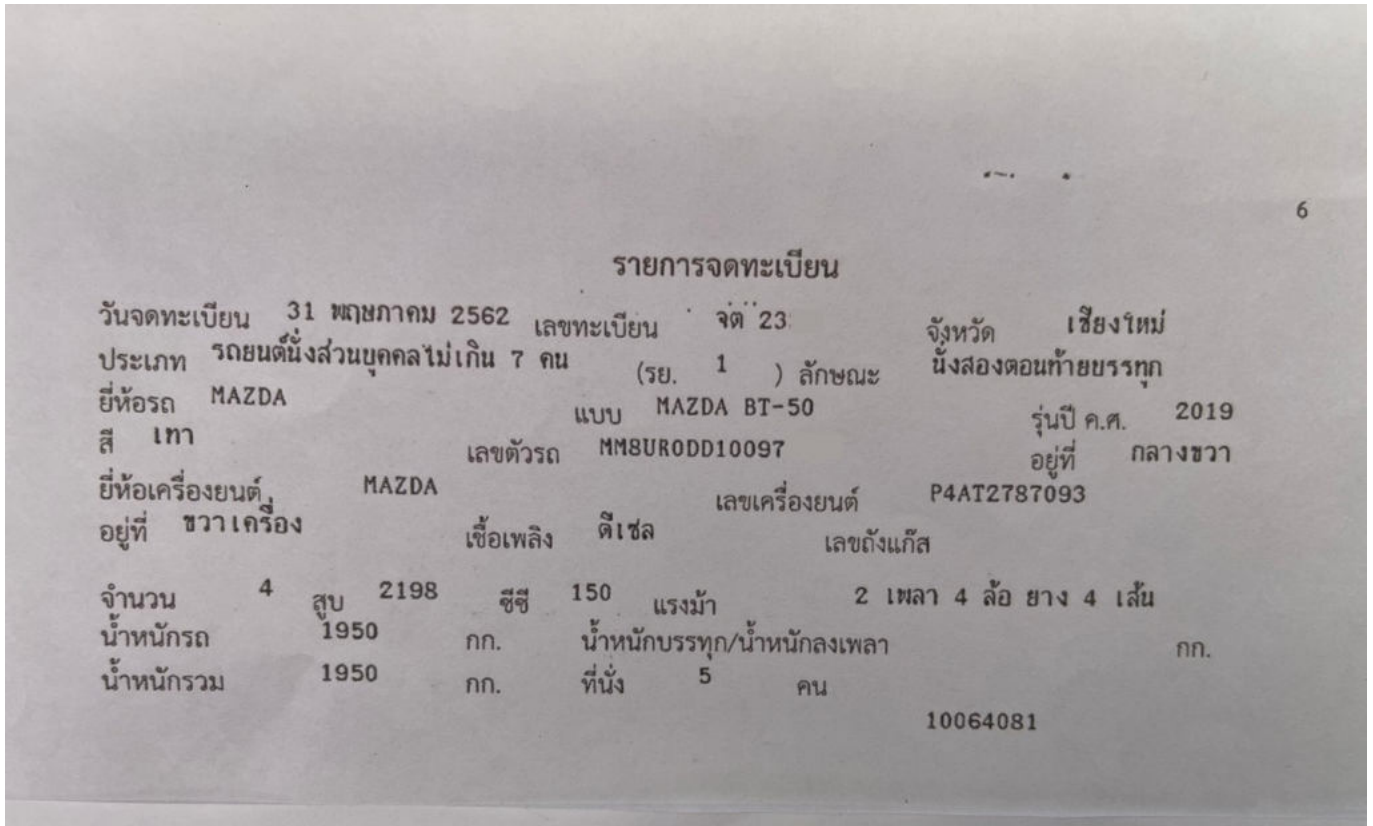 6
รายการจดทะเบียน
วันจดทะเบียน 31 พฤษภาคม 2562 เลขทะเบียน จต 23 จังหวัด เชียงใหม่
ประเภท รถยนต์นั่งส่วนบุคคลไม่เกิน 7 คน (รย. 1 ) ลักษณะ นั่งสองตอนท้ายบรรทุก
ยี่ห้อรถ MAZDA แบบ MAZDA BT-50 รุ่นปี ค.ศ. 2019
สี เทา เลขตัวรถ MM8UR0DD10097 อยู่ที่ กลางขวา
ยี่ห้อเครื่องยนต์ MAZDA เลขเครื่องยนต์ P4AT2787093
อยู่ที่ ขวาเครื่อง เชื้อเพลิง ดีเซล เลขถังแก๊ส
จำนวน 4 สูบ 2198 ซีซี 150 แรงม้า 2 เพลา 4 ล้อ ยาง 4 เส้น
น้ำหนักรถ 1950 กก. น้ำหนักบรรทุก/น้ำหนักลงเพลา กก.
น้ำหนักรวม 1950 กก. ที่นั่ง 5 คน
10064081